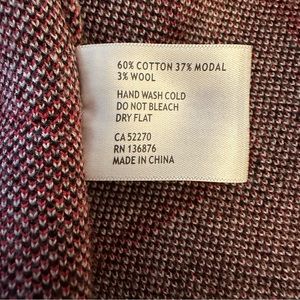 60% COTTON 37% MODAL
3% WOOL
HAND WASH COLD
DO NOT BLEACH
DRY FLAT
CA 52270
RN 136876
MADE IN CHINA